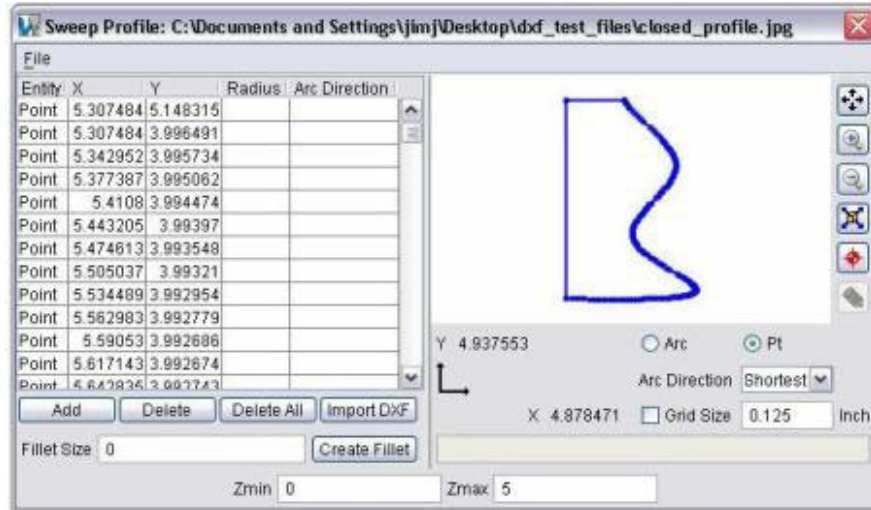 Sweep Profile: C:\Documents and Settings\jimj\Desktop\dxf_test_files\closed_profile.jpg
File
Entity X Y Radius Arc Direction
Point 5.307484 5.148315
Point 5.307484 3.996491
Point 5.342952 3.995734
Point 5.377387 3.995062
Point 5.4108 3.994474
Point 5.443205 3.99397
Point 5.474613 3.993548
Point 5.505037 3.99321
Point 5.534489 3.992954
Point 5.562983 3.992779
Point 5.59053 3.992686
Point 5.617143 3.992674
Point 5.642835 3.992743
Y 4.937553 Arc Pt
Arc Direction Shortest
X 4.878471 Grid Size 0.125 Inch
Add Delete Delete All Import DXF
Fillet Size 0 Create Fillet
Zmin 0 Zmax 5